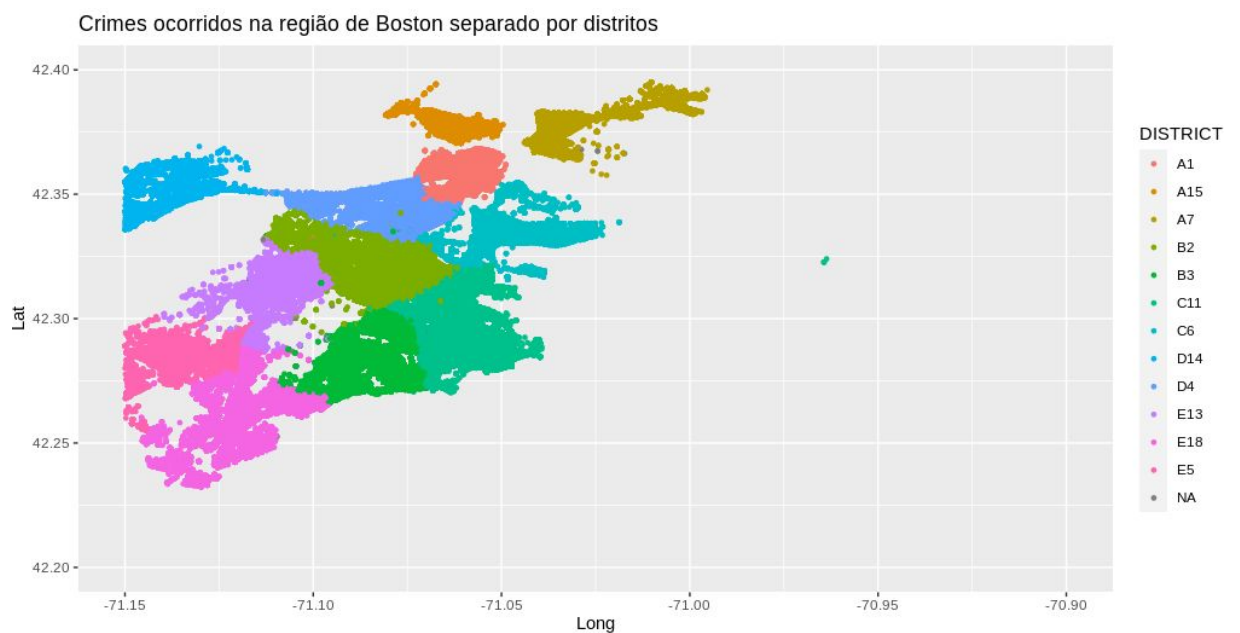 Crimes ocorridos na região de Boston separado por distritos
42.40
42.35
42.30
42.25
42.20
Lat
-71.15 -71.10 -71.05 -71.00 -70.95 -70.90
Long
DISTRICT
A1
A15
A7
B2
B3
C11
C6
D14
D4
E13
E18
E5
NA